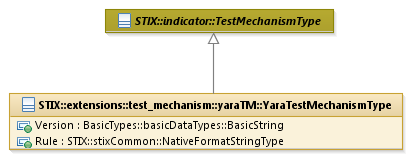 STIX::indicator::TestMechanismType
STIX::extensions::test_mechanism::yaraTM::YaraTestMechanismType
Version : BasicTypes::basicDataTypes::BasicString
Rule : STIX::stixCommon::NativeFormatStringType